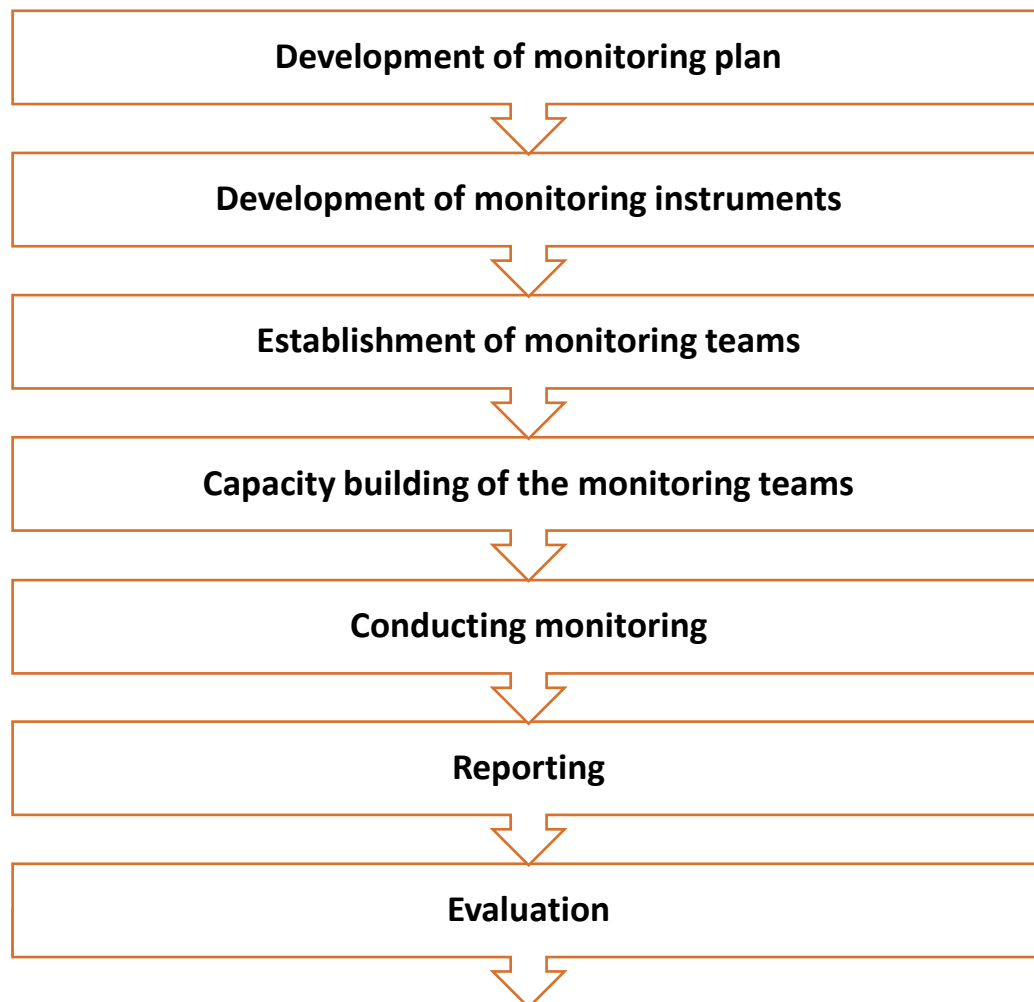 Development of monitoring plan
Development of monitoring instruments
Establishment of monitoring teams
Capacity building of the monitoring teams
Conducting monitoring
Reporting
Evaluation